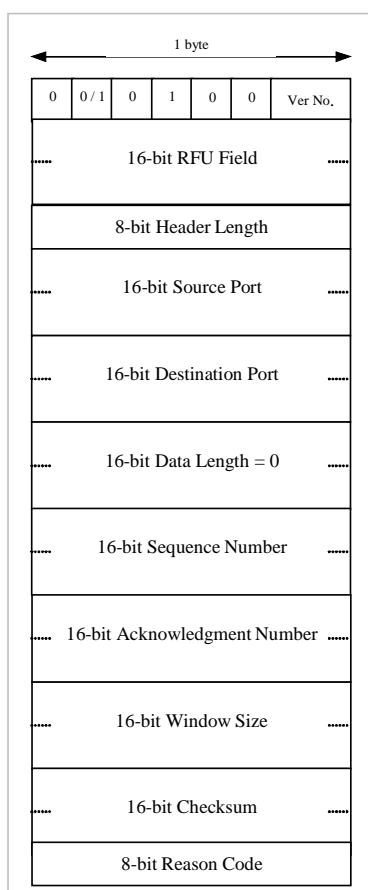 1 byte
0 0 / 1 0 1 0 0 Ver No.
16-bit RFU Field
8-bit Header Length
16-bit Source Port
16-bit Destination Port
16-bit Data Length = 0
16-bit Sequence Number
16-bit Acknowledgment Number
16-bit Window Size
16-bit Checksum
8-bit Reason Code